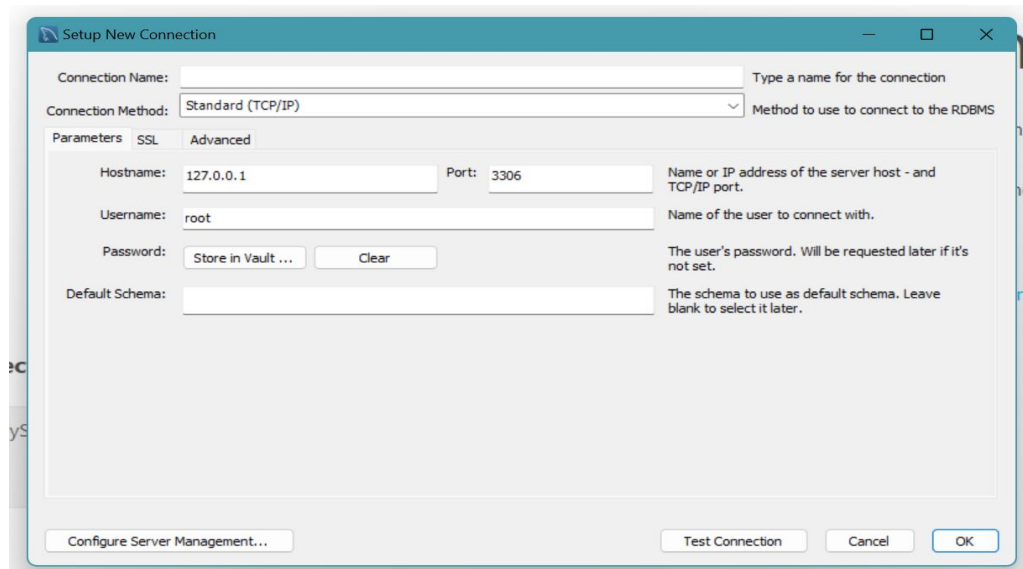 Setup New Connection
Connection Name:
Type a name for the connection
Connection Method:
Standard (TCP/IP)
Method to use to connect to the RDBMS
Parameters
SSL
Advanced
Hostname:
127.0.0.1
Port:
3306
Name or IP address of the server host - and
TCP/IP port.
Username:
root
Name of the user to connect with.
Password:
Store in Vault ...
Clear
The user's password. Will be requested later if it's
not set.
Default Schema:
The schema to use as default schema. Leave
blank to select it later.
Configure Server Management...
Test Connection
Cancel
OK